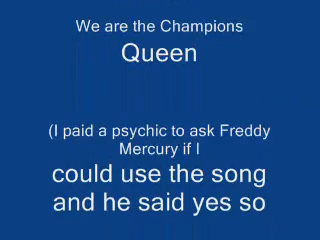 We are the Champions
Queen
(I paid a psychic to ask Freddy
Mercury if I
could use the song
and he said yes so